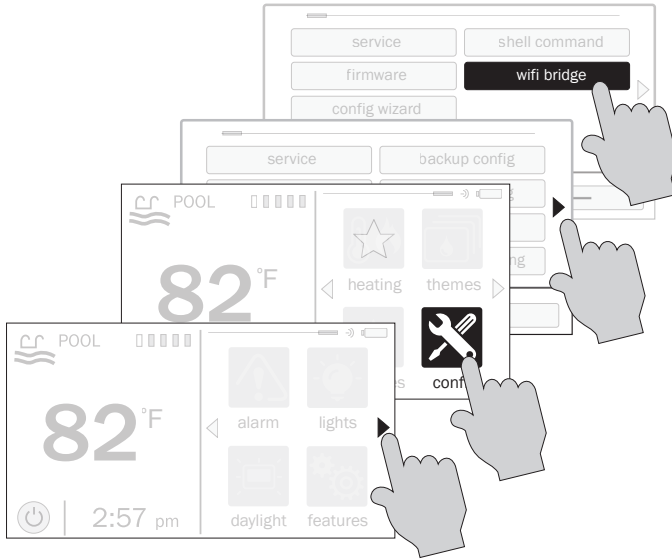 service shell command
firmware wifi bridge
config wizard
service backup config
POOL
82°F
heating themes
POOL
82°F
alarm lights
daylight features
2:57 pm